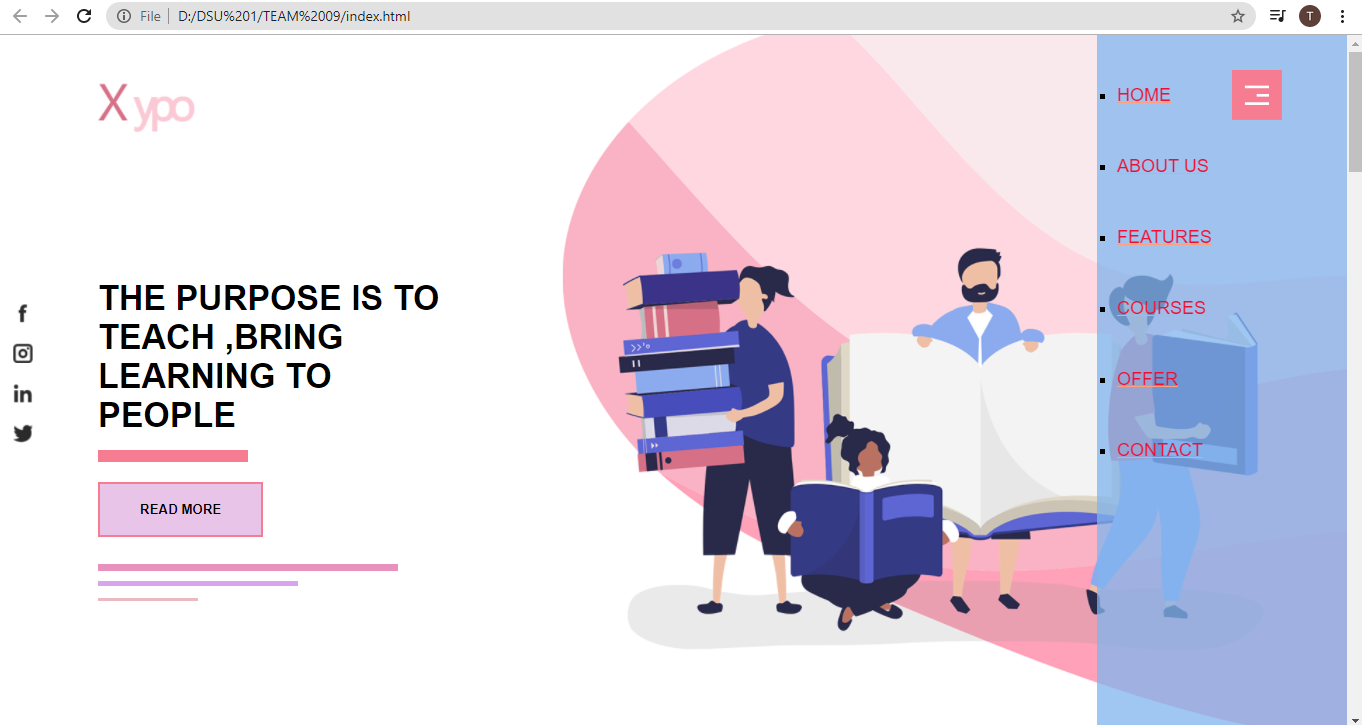 File
D:/DSU%201/TEAM%2009/index.html
T
X ypo
HOME
ABOUT US
FEATURES
COURSES
OFFER
CONTACT
THE PURPOSE IS TO
TEACH ,BRING
LEARNING TO
PEOPLE
READ MORE